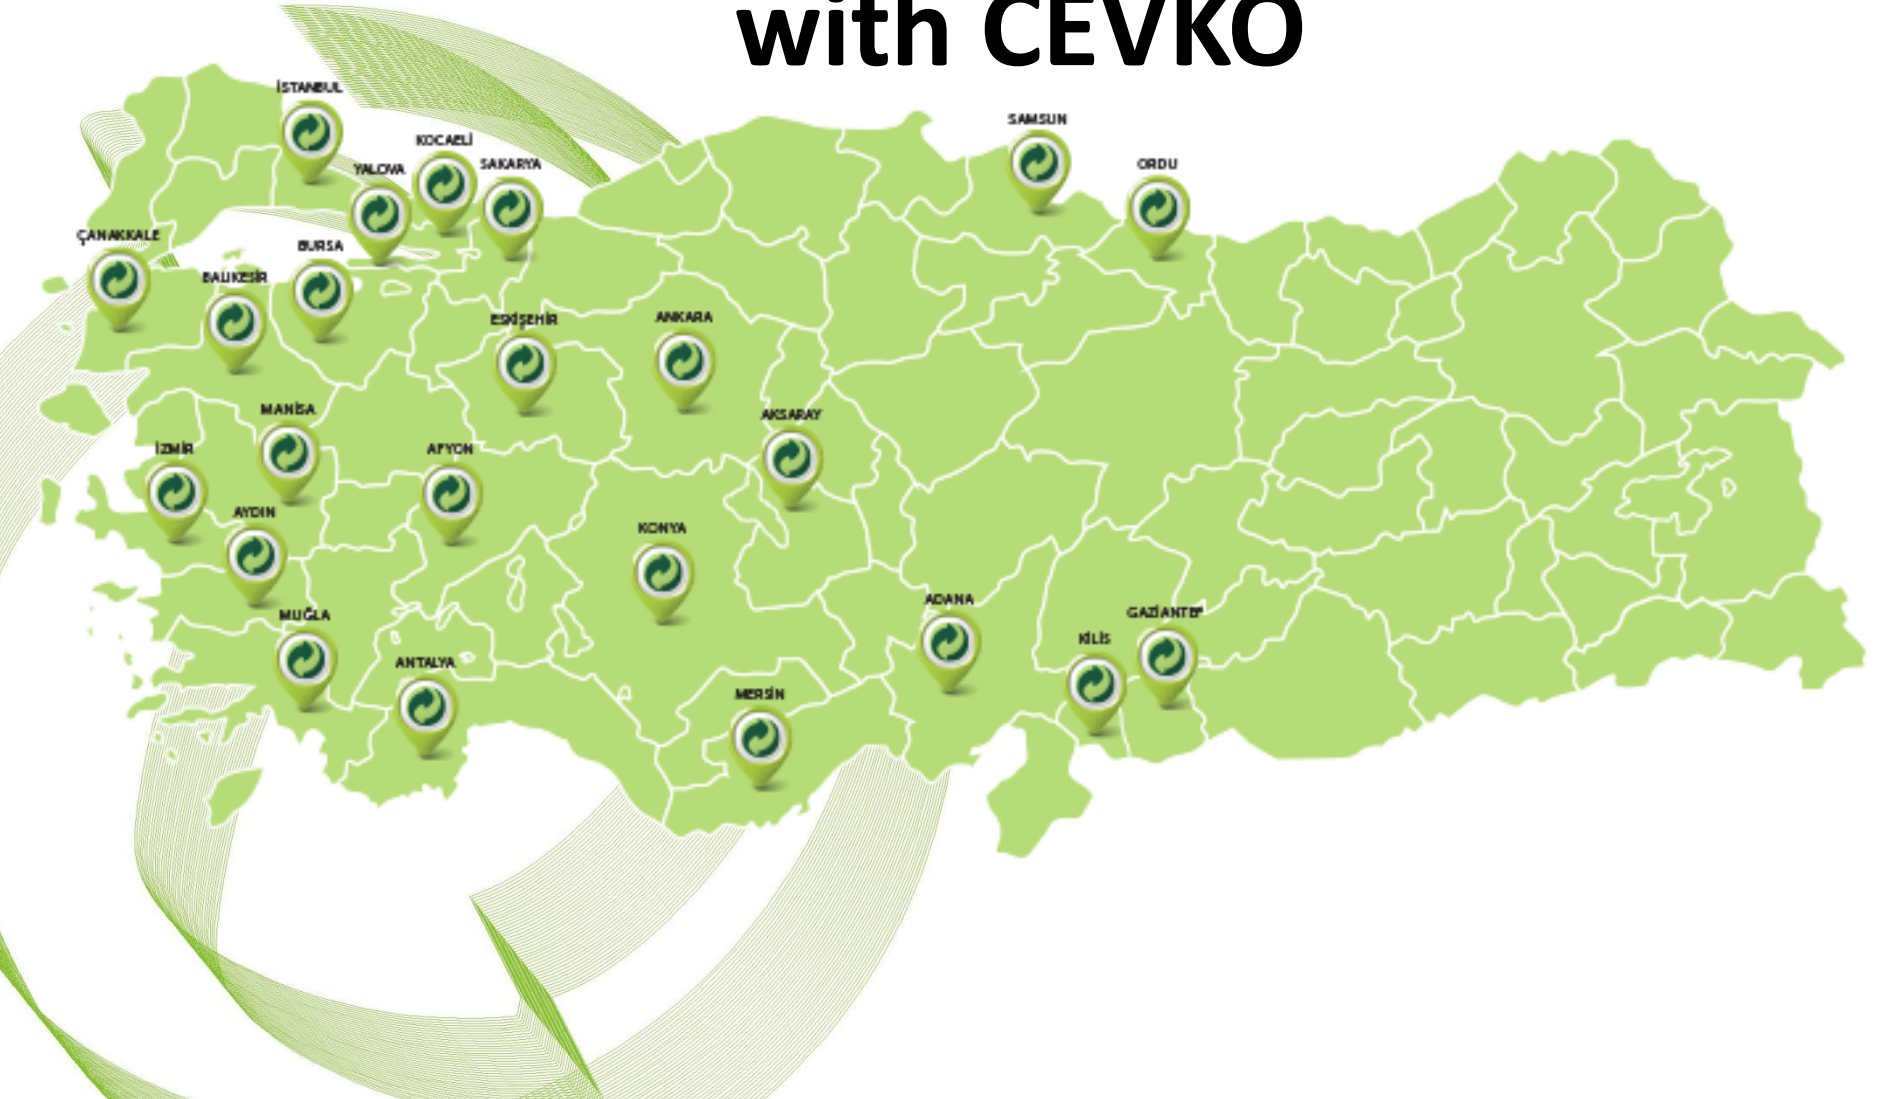 with CEVKO
İSTANBUL
SAMSUN
KOCAELİ
ORDU
SAKARYA
YALOVA
ÇANAKKALE
BURSA
BALIKESİR
ANKARA
ESKİŞEHİR
MANİSA
AKSARAY
İZMİR
AFYON
AYDIN
KONYA
ADANA
GAZİANTEP
MUĞLA
KİLİS
ANTALYA
MERSİN